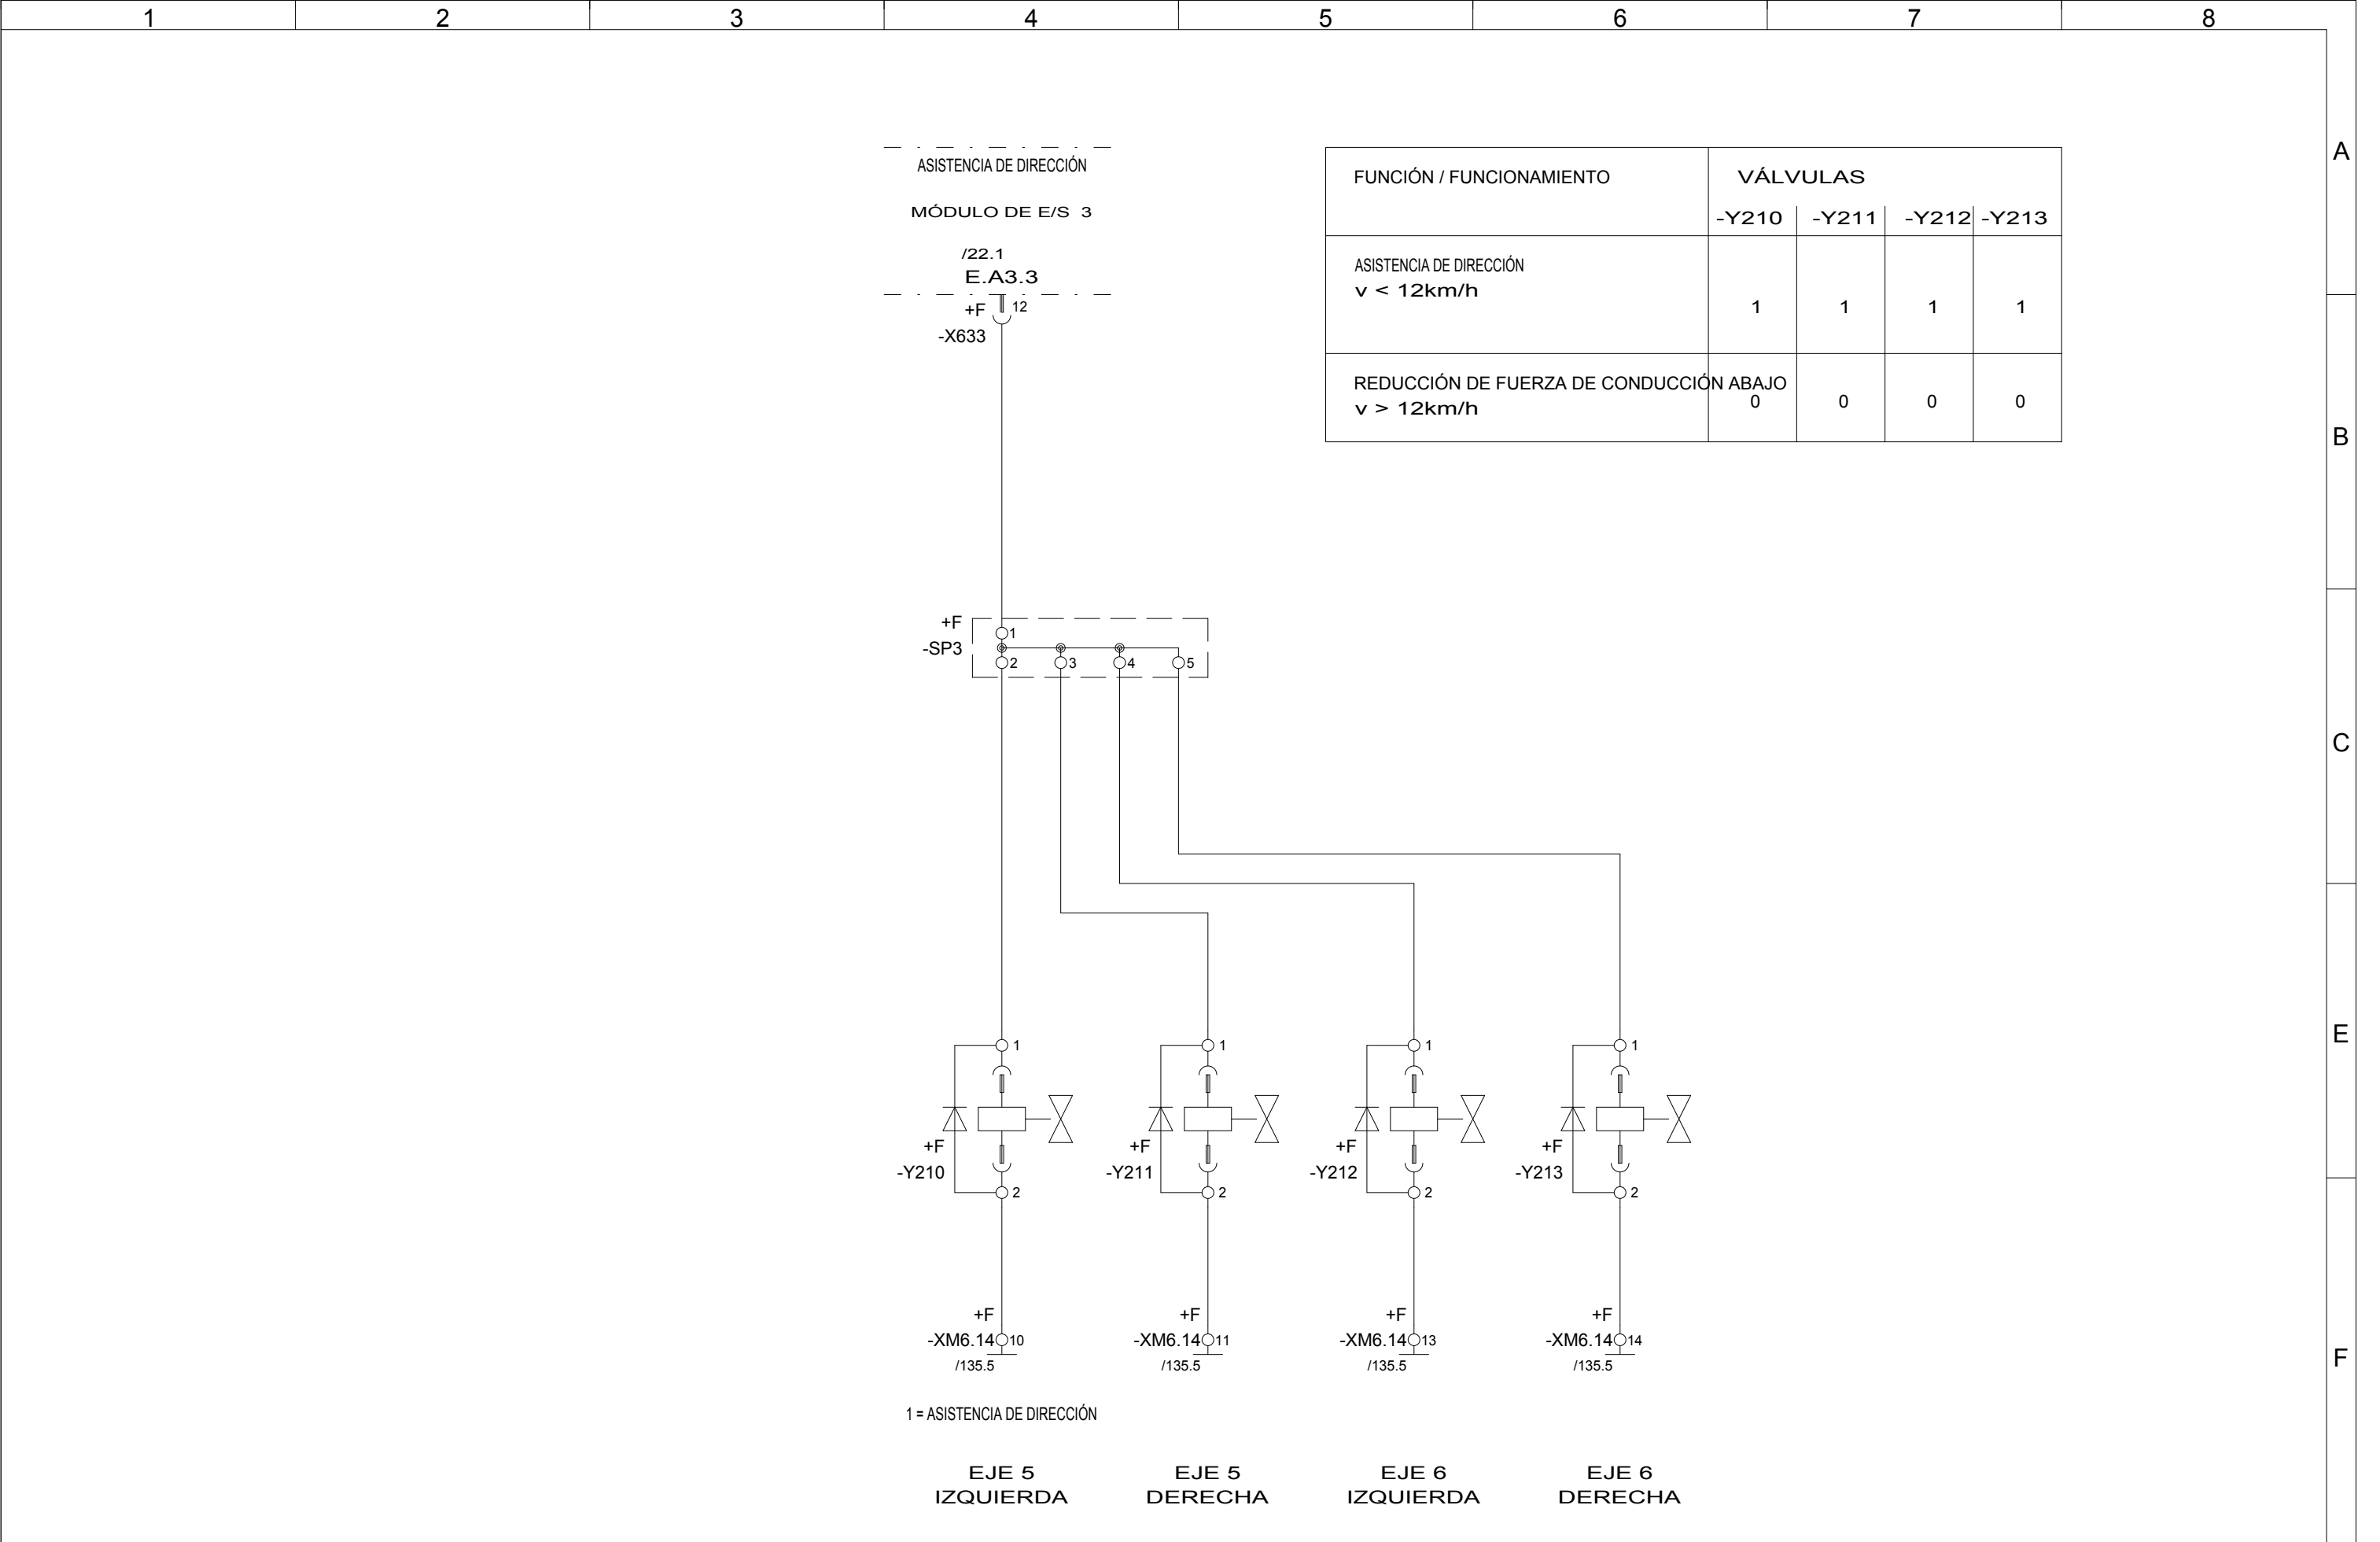 1 2 3 4 5 6 7 8
A
B
C
E
F
ASISTENCIA DE DIRECCIÓN
MÓDULO DE E/S 3
/22.1
E.A3.3
+F 12
-X633
FUNCIÓN / FUNCIONAMIENTO VÁLVULAS
-Y210 -Y211 -Y212 -Y213
ASISTENCIA DE DIRECCIÓN
v < 12km/h
1 1 1 1
REDUCCIÓN DE FUERZA DE CONDUCCIÓN ABAJO
v > 12km/h
0 0 0 0
+F
-SP3
1
2 3 4 5
1 1 1 1
+F +F +F +F
-Y210 -Y211 -Y212 -Y213
2 2 2 2
+F +F +F +F
-XM6.14 10 -XM6.14 11 -XM6.14 13 -XM6.14 14
/135.5 /135.5 /135.5 /135.5
1 = ASISTENCIA DE DIRECCIÓN
EJE 5 EJE 5 EJE 6 EJE 6
IZQUIERDA DERECHA IZQUIERDA DERECHA